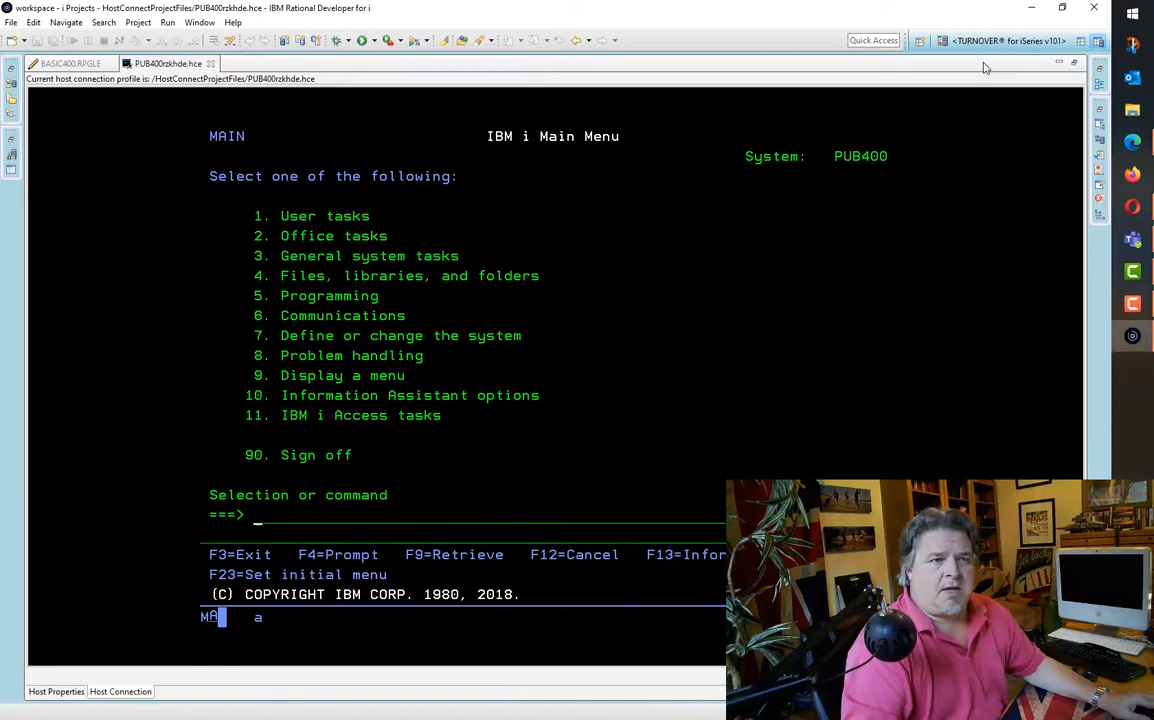 workspace - i Projects - HostConnectProjectFiles/PUB400rzkhde.hce - IBM Rational Developer for i
File Edit Navigate Search Project Run Window Help
Quick Access
<TURNOVER® for iSeries v101>
BASIC400.RPGLE
PUB400rzkhde.hce
Current host connection profile is: /HostConnectProjectFiles/PUB400rzkhde.hce
MAIN IBM i Main Menu
System: PUB400
Select one of the following:
1. User tasks
2. Office tasks
3. General system tasks
4. Files, libraries, and folders
5. Programming
6. Communications
7. Define or change the system
8. Problem handling
9. Display a menu
10. Information Assistant options
11. IBM i Access tasks
90. Sign off
Selection or command
===>
F3=Exit F4=Prompt F9=Retrieve F12=Cancel F13=Infor
F23=Set initial menu
(C) COPYRIGHT IBM CORP. 1980, 2018.
MA a
Host Properties Host Connection